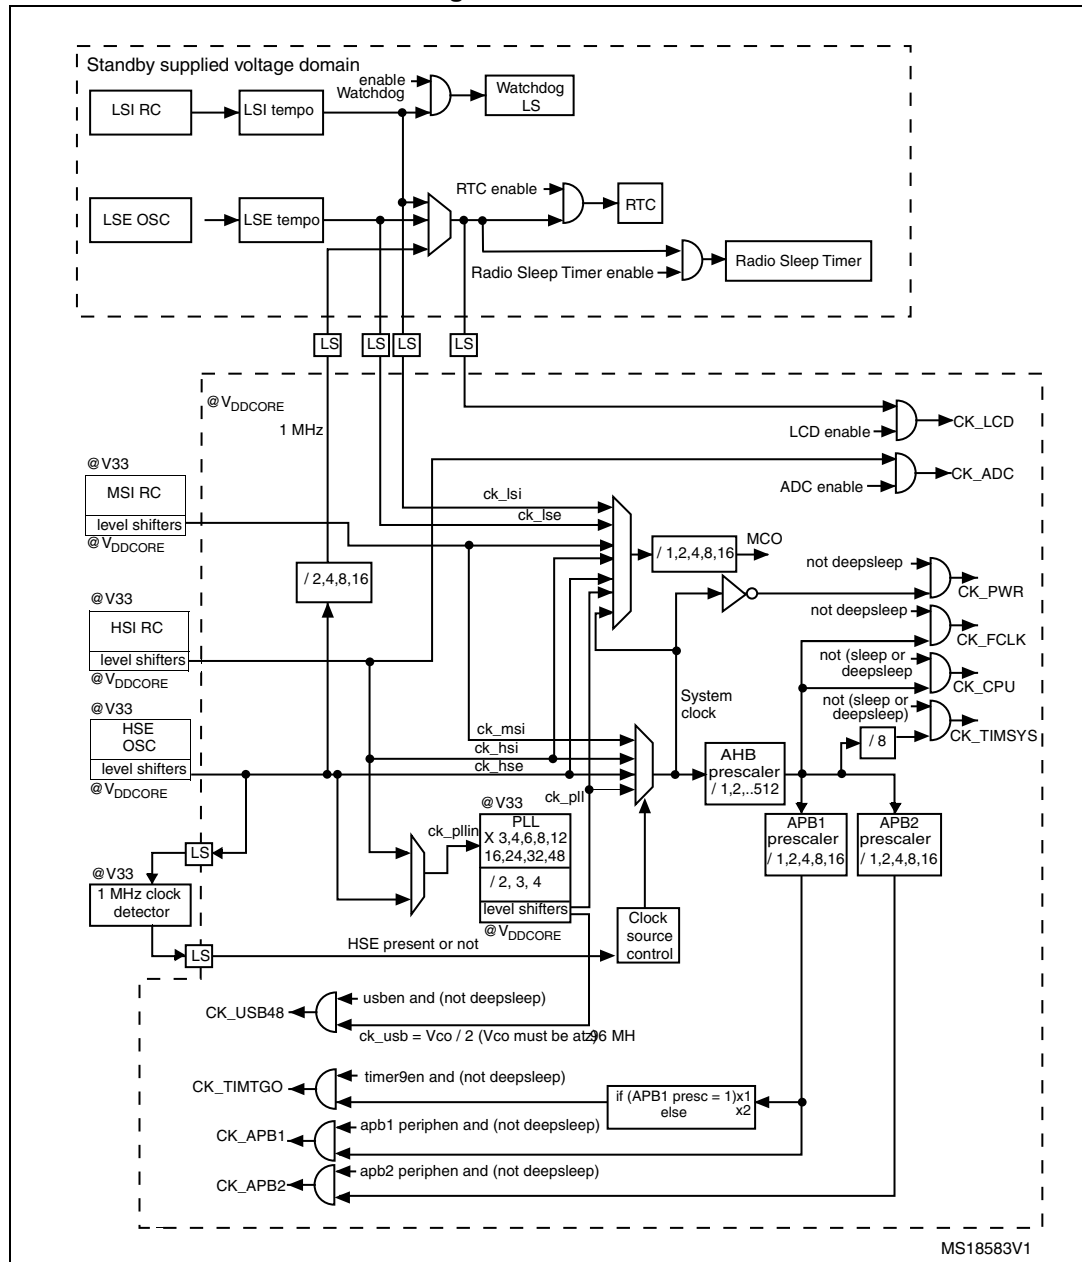 Standby supplied voltage domain
enable
Watchdog
Watchdog
LS
LSI RC
LSI tempo
RTC enable
RTC
LSE OSC
LSE tempo
Radio Sleep Timer enable
Radio Sleep Timer
LS
LS
LS
LS
@VDDCORE
1 MHz
LCD enable
CK_LCD
@V33
MSI RC
level shifters
@VDDCORE
ADC enable
CK_ADC
ck_lsi
ck_lse
/ 2,4,8,16
/ 1,2,4,8,16
MCO
not deepsleep
CK_PWR
@V33
HSI RC
level shifters
@VDDCORE
not deepsleep
CK_FCLK
not (sleep or
deepsleep
CK_CPU
System
clock
not (sleep or
deepsleep)
CK_TIMSYS
/ 8
@V33
HSE
OSC
level shifters
@VDDCORE
ck_msi
ck_hsi
ck_hse
ck_pll
AHB
prescaler
/ 1,2,..512
APB1
prescaler
/ 1,2,4,8,16
APB2
prescaler
/ 1,2,4,8,16
ck_pllin
@V33
PLL
X 3,4,6,8,12
16,24,32,48
/ 2, 3, 4
level shifters
@VDDCORE
LS
@V33
1 MHz clock
detector
LS
HSE present or not
Clock
source
control
CK_USB48
usben and (not deepsleep)
ck_usb = Vco / 2 (Vco must be atz)96 MH
CK_TIMTGO
timer9en and (not deepsleep)
if (APB1 presc = 1)x1
else x2
CK_APB1
apb1 periphen and (not deepsleep)
CK_APB2
apb2 periphen and (not deepsleep)
MS18583V1